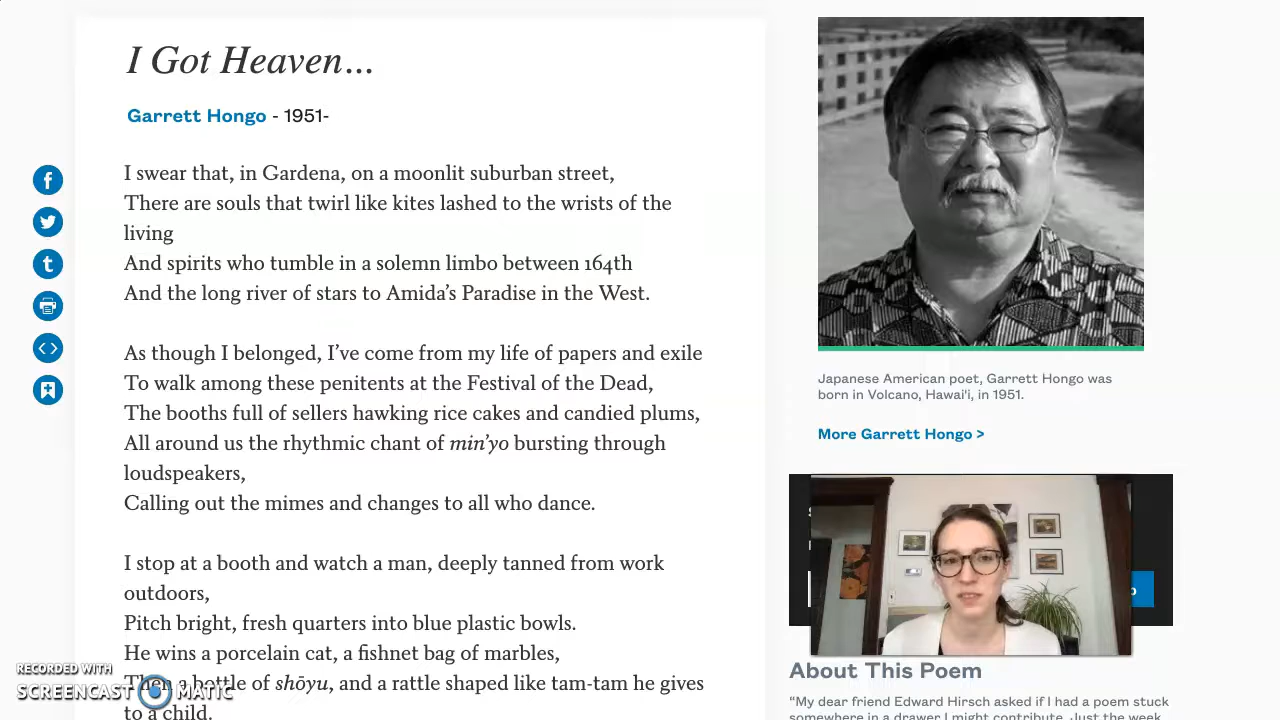 I Got Heaven...
Garrett Hongo - 1951-
I swear that, in Gardena, on a moonlit suburban street,
There are souls that twirl like kites lashed to the wrists of the
living
And spirits who tumble in a solemn limbo between 164th
And the long river of stars to Amida’s Paradise in the West.
As though I belonged, I’ve come from my life of papers and exile
To walk among these penitents at the Festival of the Dead,
The booths full of sellers hawking rice cakes and candied plums,
All around us the rhythmic chant of min’yo bursting through
loudspeakers,
Calling out the mimes and changes to all who dance.
I stop at a booth and watch a man, deeply tanned from work
outdoors,
Pitch bright, fresh quarters into blue plastic bowls.
He wins a porcelain cat, a fishnet bag of marbles,
Then a bottle of shōyu, and a rattle shaped like tam-tam he gives
to a child.
RECORDED WITH
SCREENCAST MATIC
Japanese American poet, Garrett Hongo was
born in Volcano, Hawai'i, in 1951.
More Garrett Hongo >
About This Poem
“My dear friend Edward Hirsch asked if I had a poem stuck
somewhere in a drawer I might contribute. Just the week